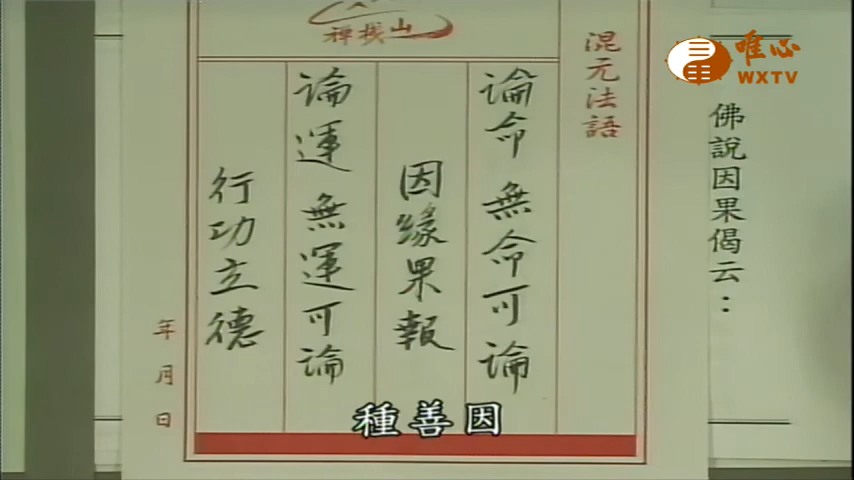 唯心
WXTV
佛說因果偈云：
混元法語
禪機山
論命無命可論
因緣果報
論運無運可論
行功立德
年月日
種善因